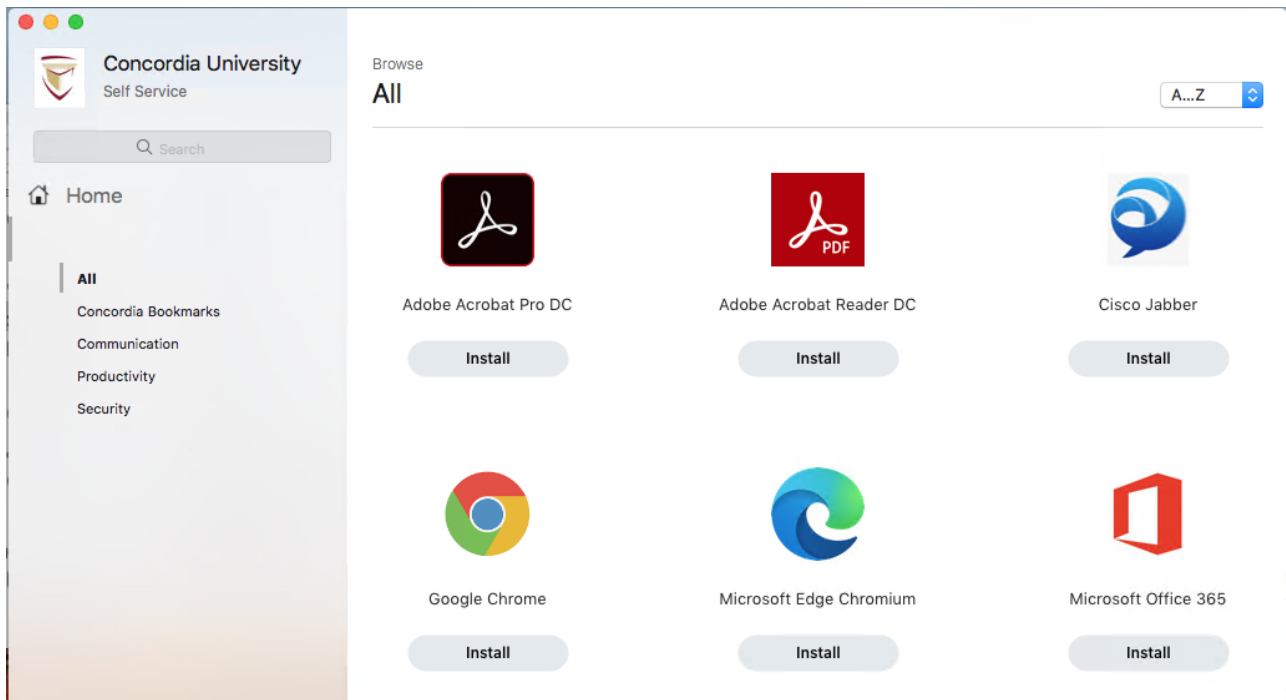 Concordia University
Self Service
Search
Home
All
Concordia Bookmarks
Communication
Productivity
Security
Browse
All
A...Z
PDF
Adobe Acrobat Pro DC
Adobe Acrobat Reader DC
Cisco Jabber
Install
Install
Install
Google Chrome
Microsoft Edge Chromium
Microsoft Office 365
Install
Install
Install